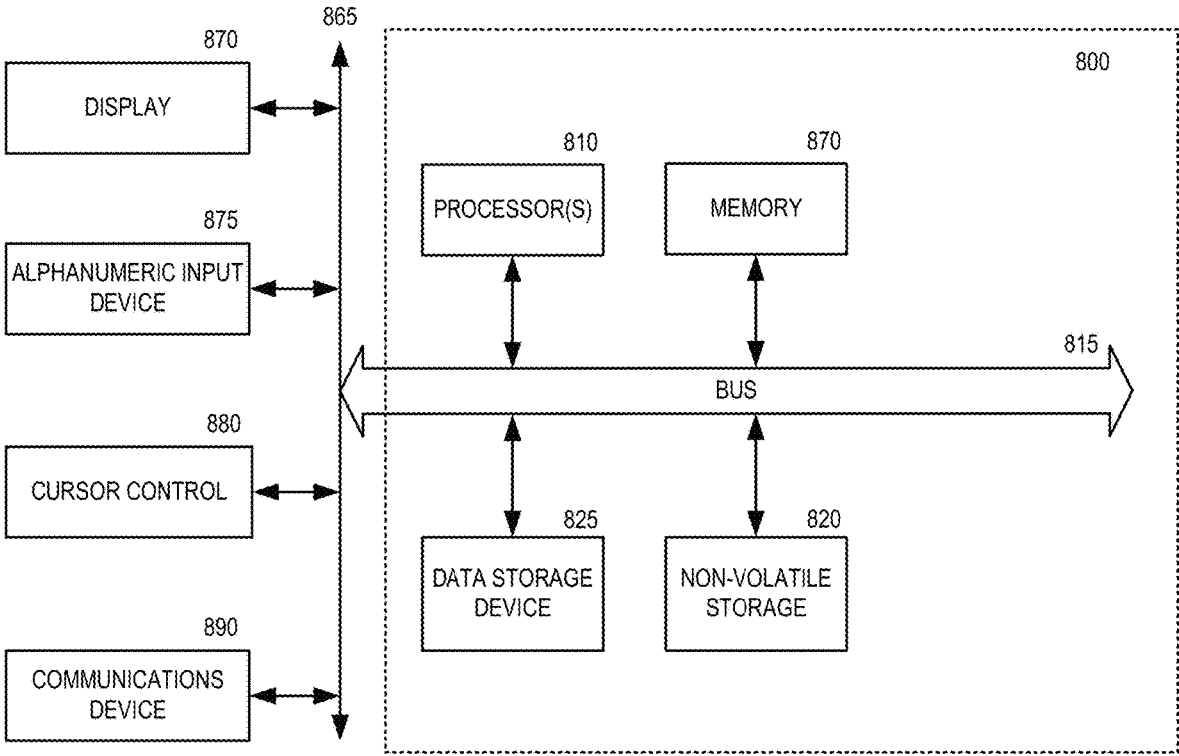 865
870
DISPLAY
800
810
PROCESSOR(S)
870
MEMORY
875
ALPHANUMERIC INPUT
DEVICE
815
BUS
880
CURSOR CONTROL
825
DATA STORAGE
DEVICE
820
NON-VOLATILE
STORAGE
890
COMMUNICATIONS
DEVICE